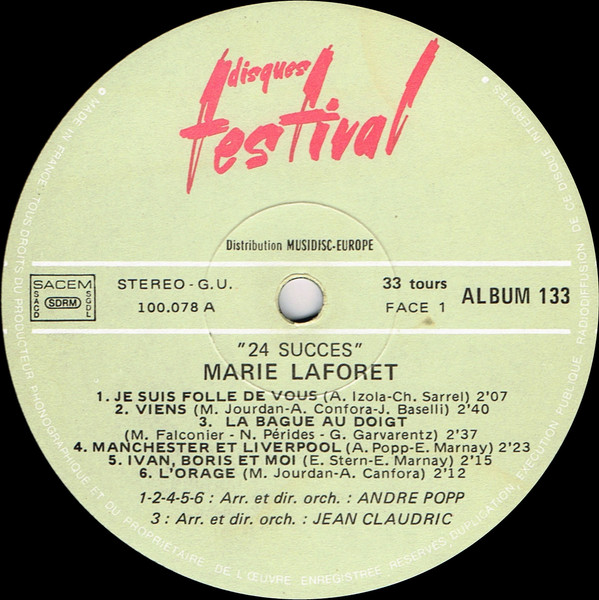 disques
festival
Distribution MUSIDISC-EUROPE
SACEM
SACD
SDRM
SGDL
STEREO - G.U.
100.078 A
33 tours
FACE 1
ALBUM 133
"24 SUCCES"
MARIE LAFORET
1. JE SUIS FOLLE DE VOUS (A. Izola-Ch. Sarrel) 2'07
2. VIENS (M. Jourdan-A. Confora-J. Baselli) 2'40
3. LA BAGUE AU DOIGT
(M. Falconier - N. Pérides - G. Garvarentz) 2'37
4. MANCHESTER ET LIVERPOOL (A. Popp-E. Marnay) 2'23
5. IVAN, BORIS ET MOI (E. Stern-E. Marnay) 2'15
6. L'ORAGE (M. Jourdan-A. Canfora) 2'12
1-2-4-5-6 : Arr. et dir. orch. : ANDRE POPP
3 : Arr. et dir. orch. : JEAN CLAUDRIC
• MADE IN FRANCE. TOUS DROITS DU PRODUCTEUR PHONOGRAPHIQUE ET DU PROPRIETAIRE DE L'ŒUVRE ENREGISTREE RESERVES. DUPLICATION, EXECUTION PUBLIQUE, RADIODIFFUSION DE CE DISQUE INTERDITES •